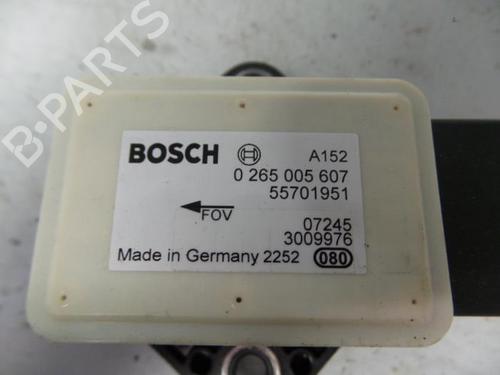 B-PARTS
BOSCH A152
0 265 005 607
55701951
FOV
07245
3009976
Made in Germany 2252 080